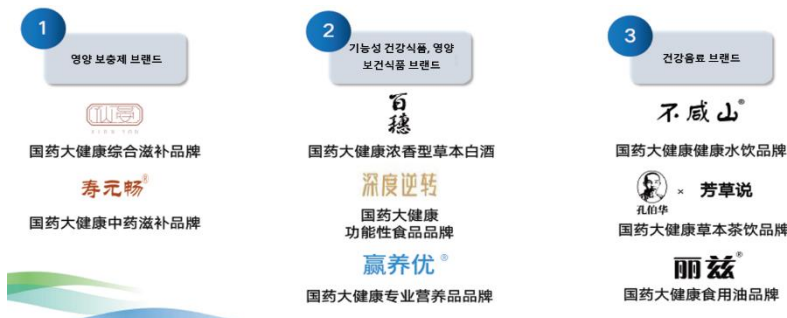 1
영양 보충제 브랜드
国药大健康综合滋补品牌
寿元畅®
国药大健康中药滋补品牌
2
기능성 건강식품, 영양
보건식품 브랜드
百穗
国药大健康浓香型草本白酒
深度逆转
国药大健康
功能性食品品牌
赢养优®
国药大健康专业营养品品牌
3
건강음료 브랜드
不咸山®
国药大健康健康水饮品牌
孔伯华 × 芳草说
国药大健康草本茶饮品牌
丽兹®
国药大健康食用油品牌